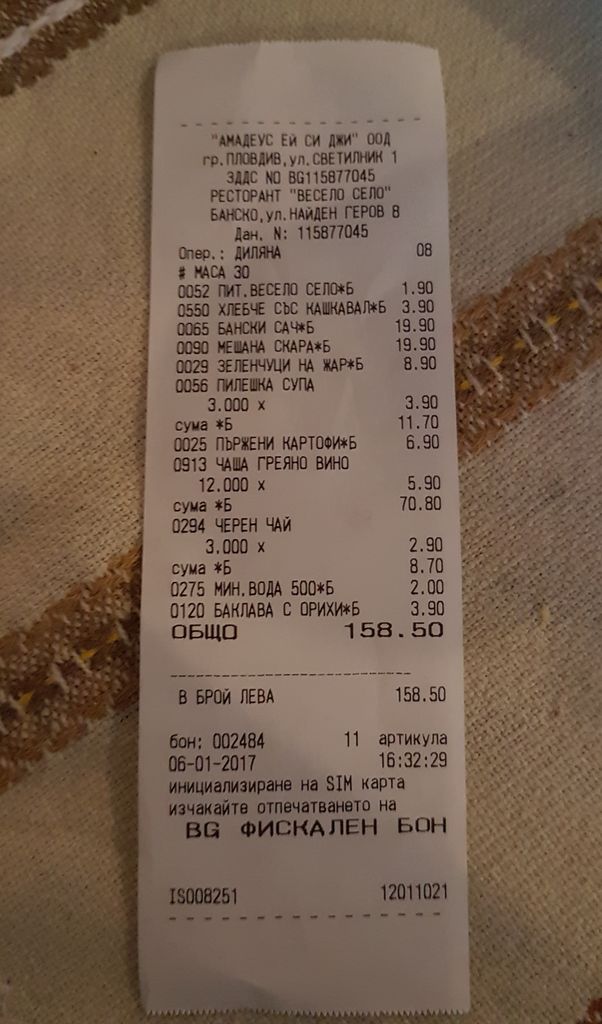 "АМАДЕУС ЕЙ СИ ДЖИ" ООД
гр.ПЛОВДИВ,ул.СВЕТИЛНИК 1
ЗДДС NO BG115877045
РЕСТОРАНТ "ВЕСЕЛО СЕЛО"
БАНСКО,ул.НАЙДЕН ГЕРОВ 8
Дан. N: 115877045
Опер.: ДИЛЯНА 08
# МАСА 30
0052 ПИТ.ВЕСЕЛО СЕЛО*Б 1.90
0550 ХЛЕБЧЕ СЪС КАШКАВАЛ*Б 3.90
0065 БАНСКИ САЧ*Б 19.90
0090 МЕШАНА СКАРА*Б 19.90
0029 ЗЕЛЕНЧУЦИ НА ЖАР*Б 8.90
0056 ПИЛЕШКА СУПА
3.000 x 3.90
сума *Б 11.70
0025 ПЪРЖЕНИ КАРТОФИ*Б 6.90
0913 ЧАША ГРЕЯНО ВИНО
12.000 x 5.90
сума *Б 70.80
0294 ЧЕРЕН ЧАЙ
3.000 x 2.90
сума *Б 8.70
0275 МИН.ВОДА 500*Б 2.00
0120 БАКЛАВА С ОРИХИ*Б 3.90
ОБЩО 158.50
В БРОЙ ЛЕВА 158.50
бон: 002484 11 артикула
06-01-2017 16:32:29
инициализиране на SIM карта
изчакайте отпечатването на
BG ФИСКАЛЕН БОН
IS008251 12011021